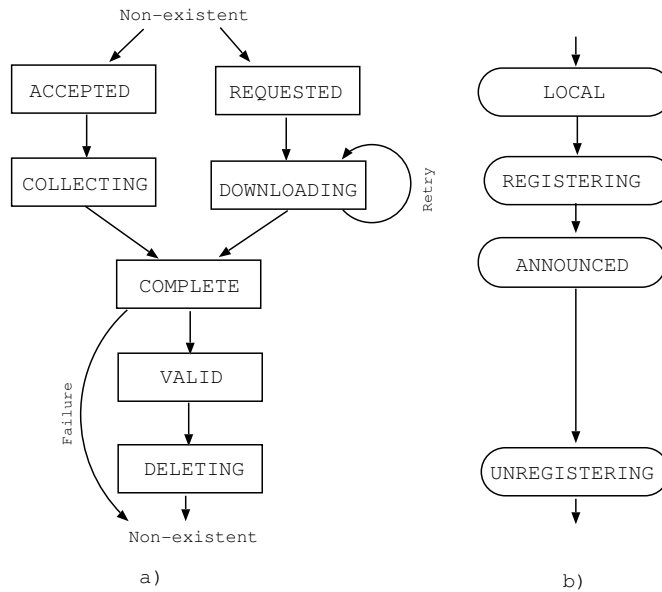 Non-existent
ACCEPTED
REQUESTED
COLLECTING
DOWNLOADING
Retry
COMPLETE
VALID
Failure
DELETING
Non-existent
a)
LOCAL
REGISTERING
ANNOUNCED
UNREGISTERING
b)